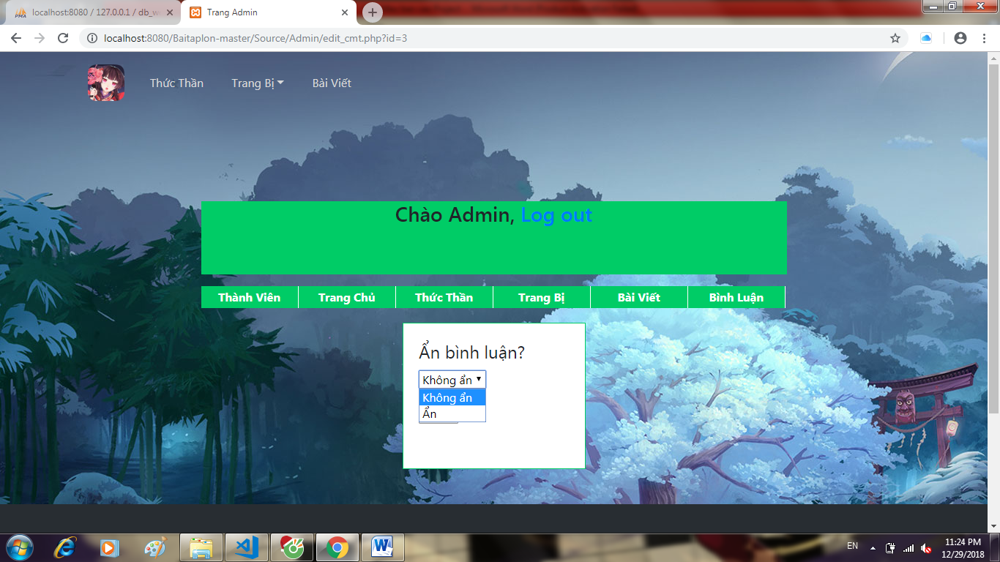 localhost:8080 / 127.0.0.1 / db_w
Trang Admin
localhost:8080/Baitaplon-master/Source/Admin/edit_cmt.php?id=3
Thức Thần
Trang Bị
Bài Viết
Chào Admin, Log out
Thành Viên
Trang Chủ
Thức Thần
Trang Bị
Bài Viết
Bình Luận
Ẩn bình luận?
Không ẩn
Không ẩn
Ẩn
EN
11:24 PM
12/29/2018